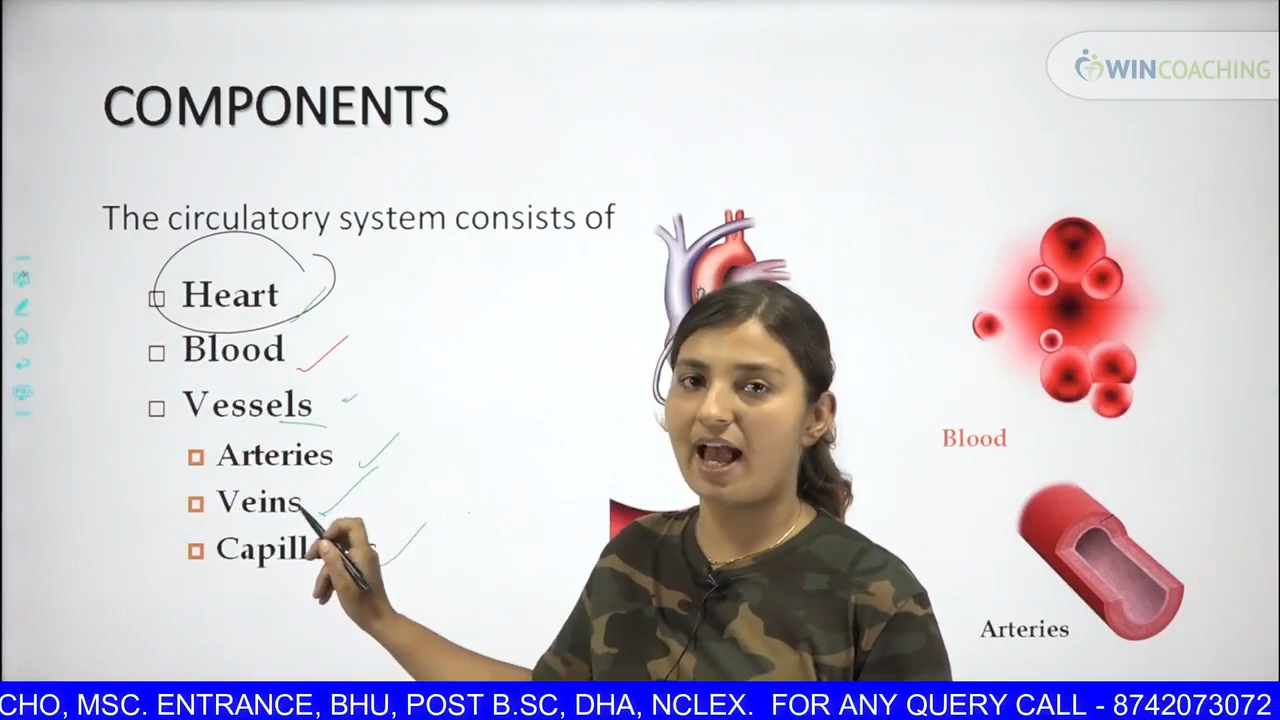 WINCOACHING
COMPONENTS
The circulatory system consists of
Heart
Blood
Vessels
Arteries
Veins
Capill
Blood
Arteries
CHO, MSC. ENTRANCE, BHU, POST B.SC, DHA, NCLEX. FOR ANY QUERY CALL - 8742073072